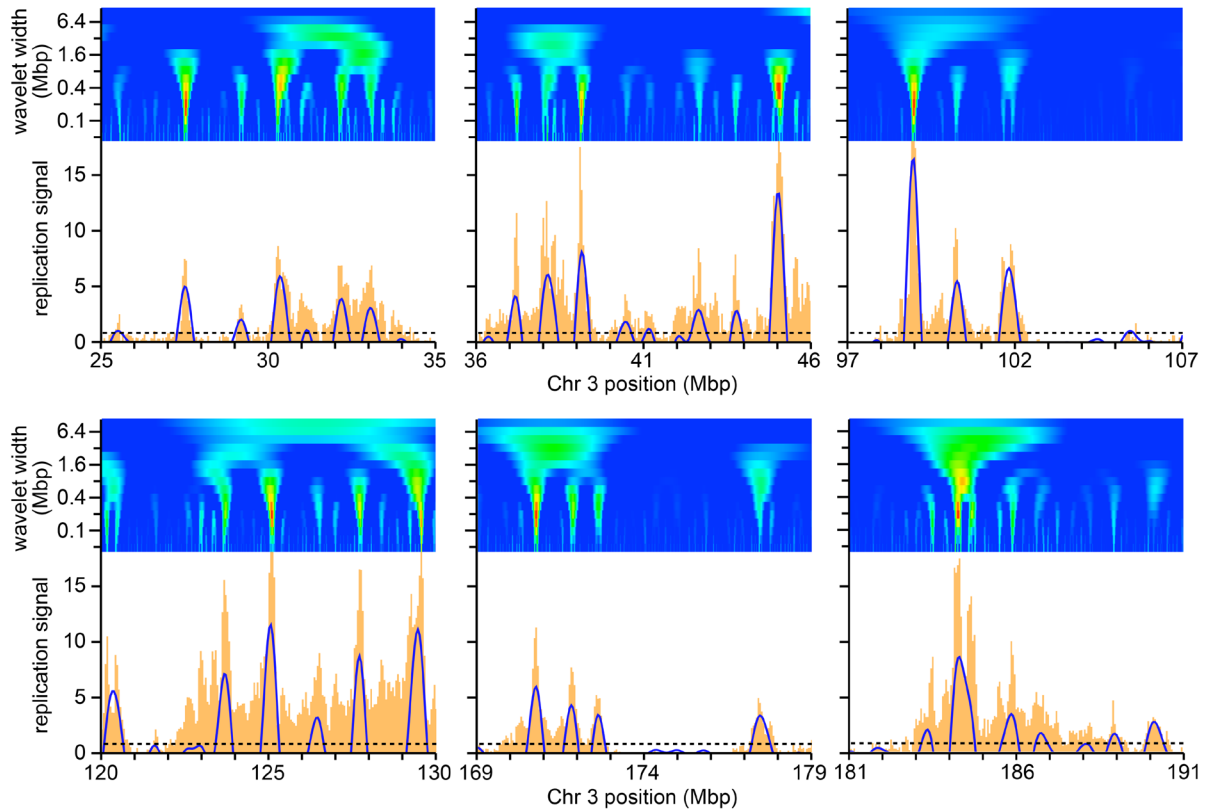 wavelet width
(Mbp)
6.4
1.6
0.4
0.1
replication signal
15
10
5
0
25 30 35
36 41 46
97 102 107
Chr 3 position (Mbp)
wavelet width
(Mbp)
6.4
1.6
0.4
0.1
replication signal
15
10
5
0
120 125 130
169 174 179
181 186 191
Chr 3 position (Mbp)